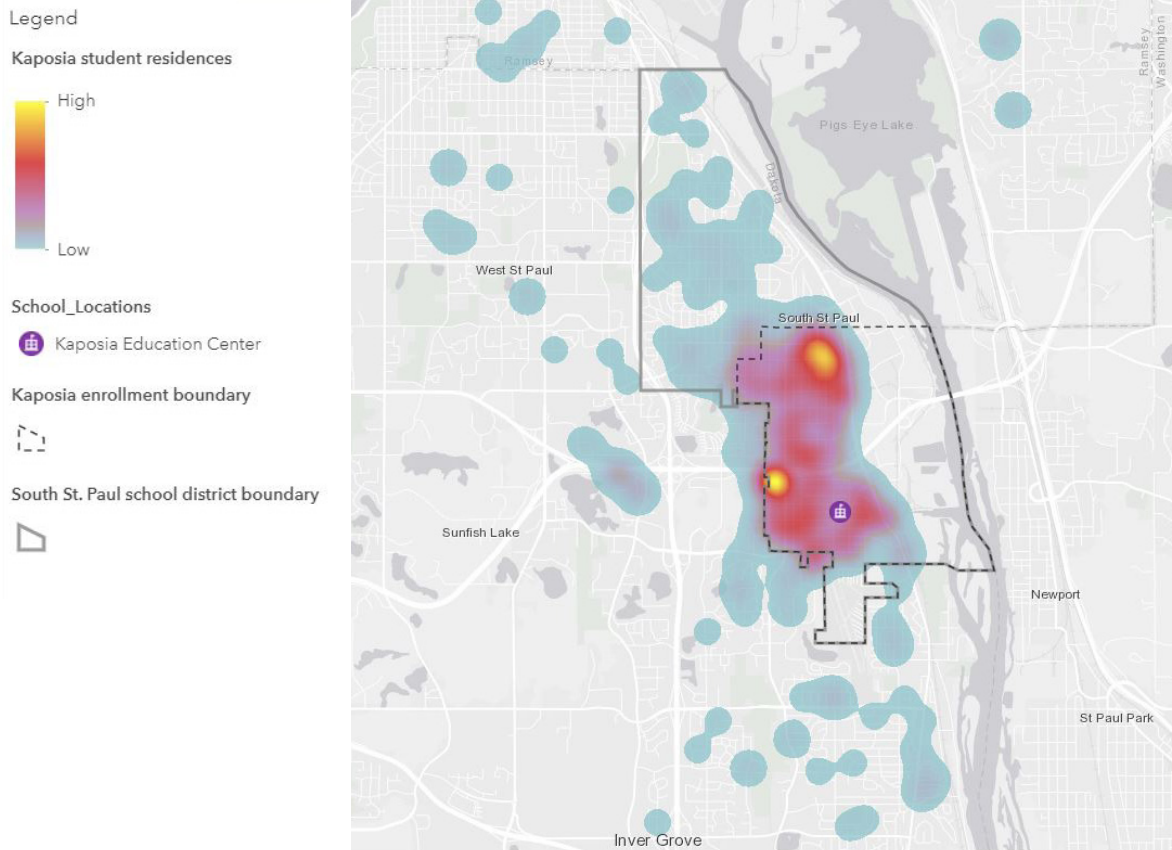 Legend
Kaposia student residences
High
Low
School_Locations
Kaposia Education Center
Kaposia enrollment boundary
South St. Paul school district boundary
Ramsey
Ramsey
Washington
Pigs Eye Lake
Dakota
West St Paul
South St Paul
Sunfish Lake
Newport
St Paul Park
Inver Grove